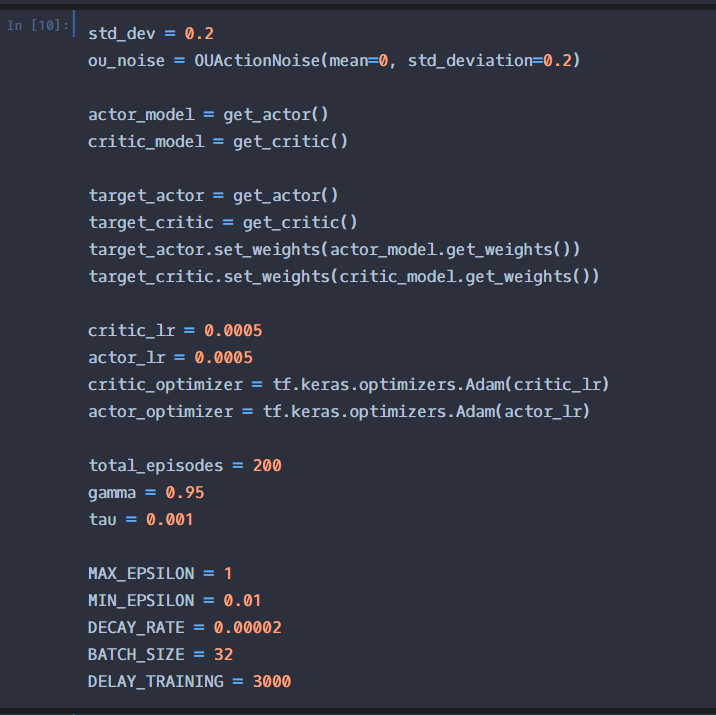 In [10]:
std_dev = 0.2
ou_noise = OUActionNoise(mean=0, std_deviation=0.2)
actor_model = get_actor()
critic_model = get_critic()
target_actor = get_actor()
target_critic = get_critic()
target_actor.set_weights(actor_model.get_weights())
target_critic.set_weights(critic_model.get_weights())
critic_lr = 0.0005
actor_lr = 0.0005
critic_optimizer = tf.keras.optimizers.Adam(critic_lr)
actor_optimizer = tf.keras.optimizers.Adam(actor_lr)
total_episodes = 200
gamma = 0.95
tau = 0.001
MAX_EPSILON = 1
MIN_EPSILON = 0.01
DECAY_RATE = 0.00002
BATCH_SIZE = 32
DELAY_TRAINING = 3000